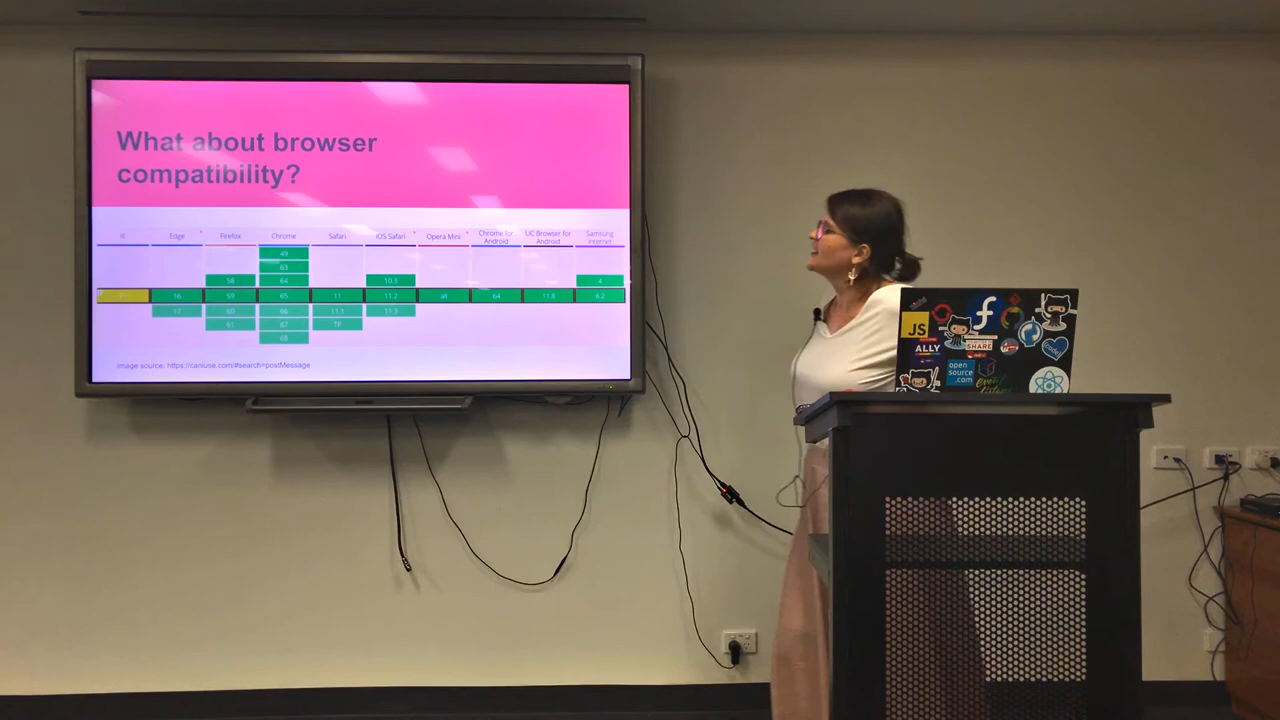 What about browser
compatibility?
IE Edge Firefox Chrome Safari iOS Safari Opera Mini Chrome for Android UC Browser for Android Samsung Internet
49
63
58 64 10.3 4
11 16 59 65 11 11.2 all 64 11.8 6.2
17 60 66 11.1 11.3
61 67 TP
68
Image source: https://caniuse.com/#search=postMessage
JS
ALLY
SHARE
open
source
.com